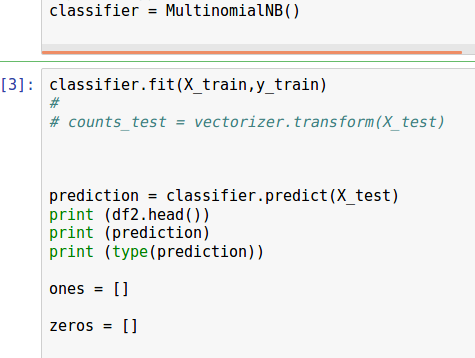 classifier = MultinomialNB()
[3]: classifier.fit(X_train,y_train)
#
# counts_test = vectorizer.transform(X_test)
prediction = classifier.predict(X_test)
print (df2.head())
print (prediction)
print (type(prediction))
ones = []
zeros = []